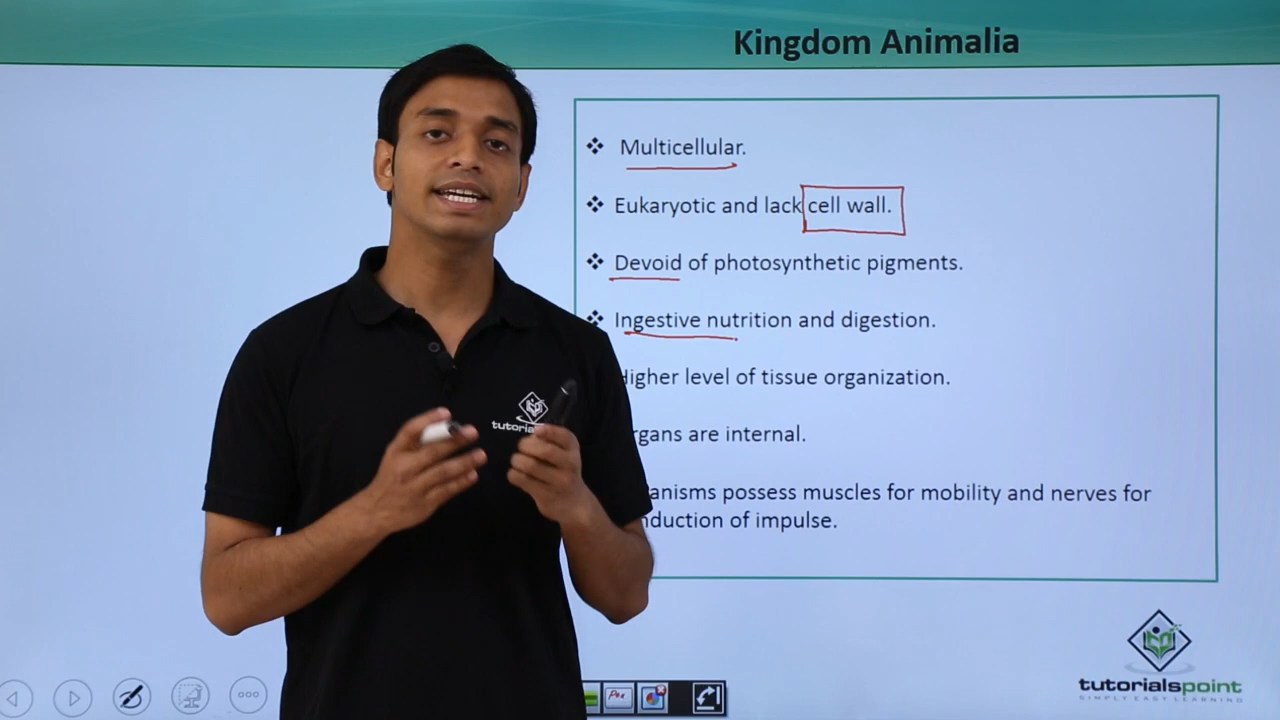 Kingdom Animalia
Multicellular.
Eukaryotic and lack cell wall.
Devoid of photosynthetic pigments.
Ingestive nutrition and digestion.
Higher level of tissue organization.
rgans are internal.
anisms possess muscles for mobility and nerves for
nduction of impulse.
tutoria
Pen
tutorialspoint
SIMPLY EASY LEARNING